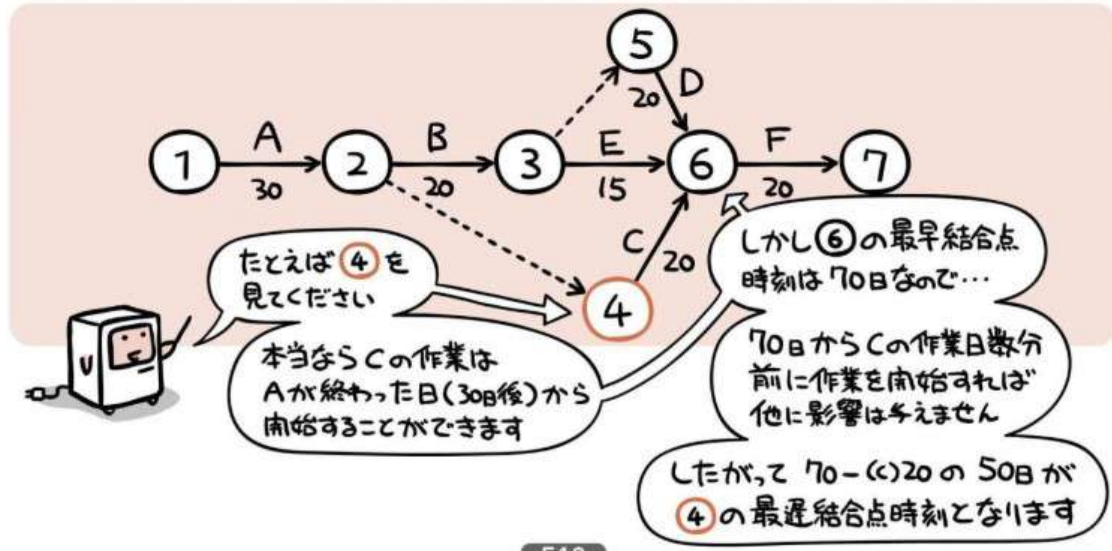 5
20
D
1
A
30
2
B
20
3
E
15
6
F
20
7
C
20
4
たとえば④を
見てください
本当ならCの作業は
Aが終わった日(30日後)から
開始することができます
しかし⑥の最早結合点
時刻は70日なので…
70日からCの作業日数分
前に作業を開始すれば
他に影響は与えません
したがって 70-(C)20の50日が
④の最遅結合点時刻となります